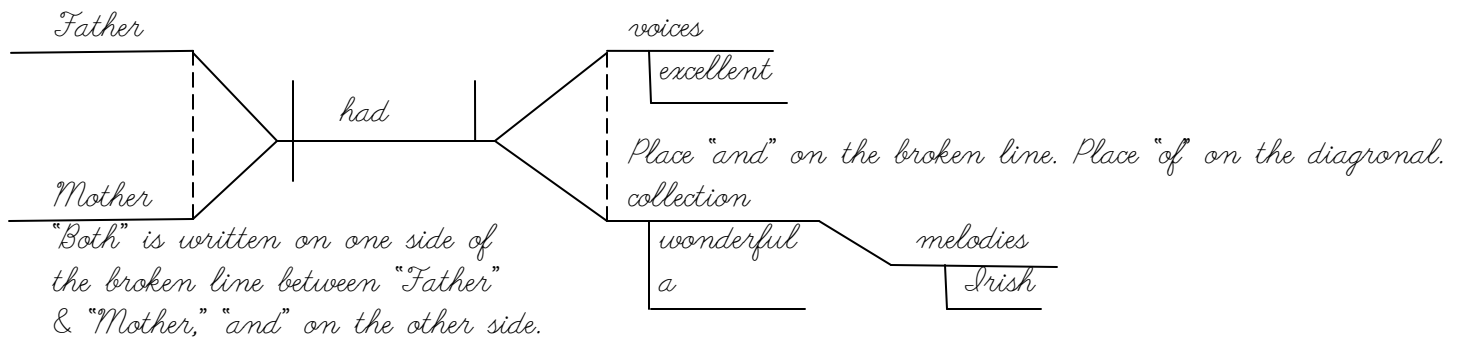 Father
voices
excellent
had
Place “and” on the broken line. Place “of” on the diagronal.
Mother
collection
“Both” is written on one side of
wonderful
melodies
the broken line between “Father”
a
Irish
& “Mother,” “and” on the other side.